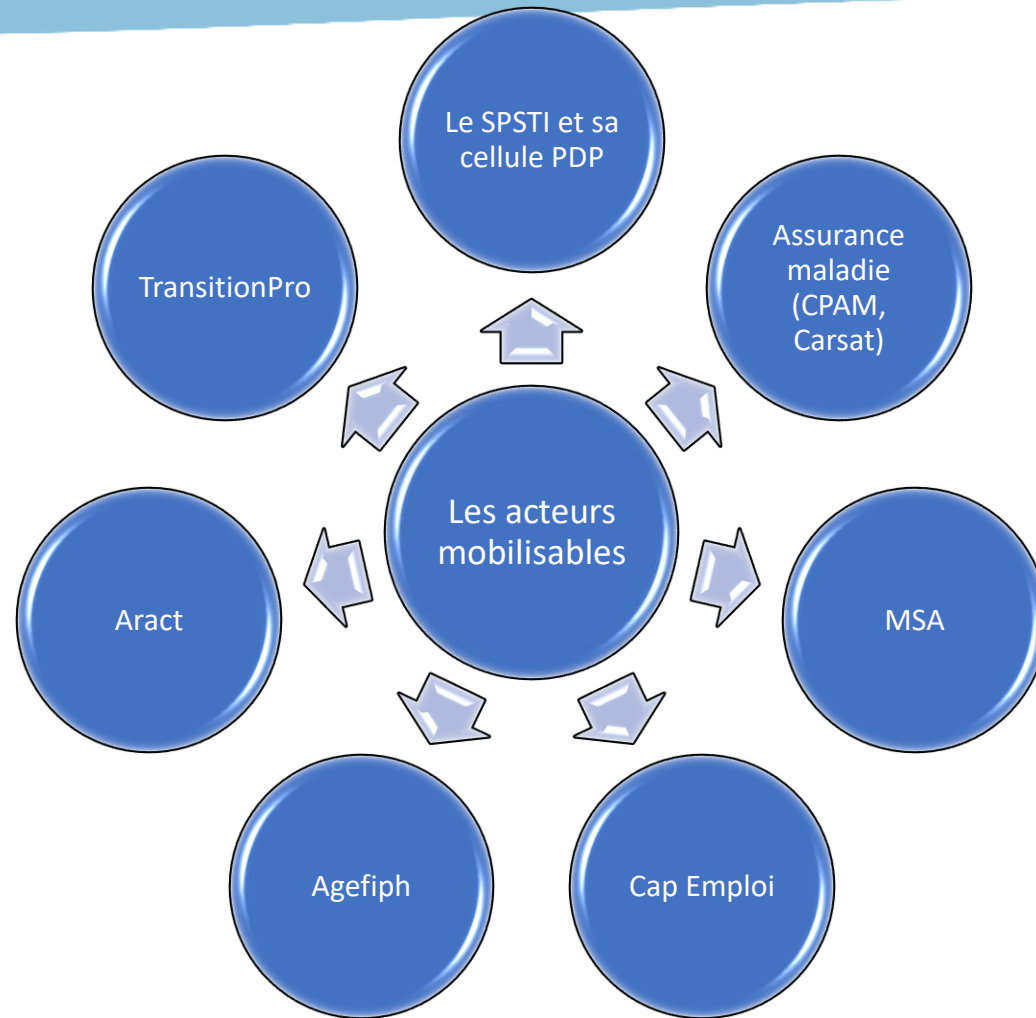 Le SPSTI et sa
cellule PDP
Assurance
maladie
(CPAM,
Carsat)
TransitionPro
Les acteurs
mobilisables
Aract
MSA
Agefiph
Cap Emploi